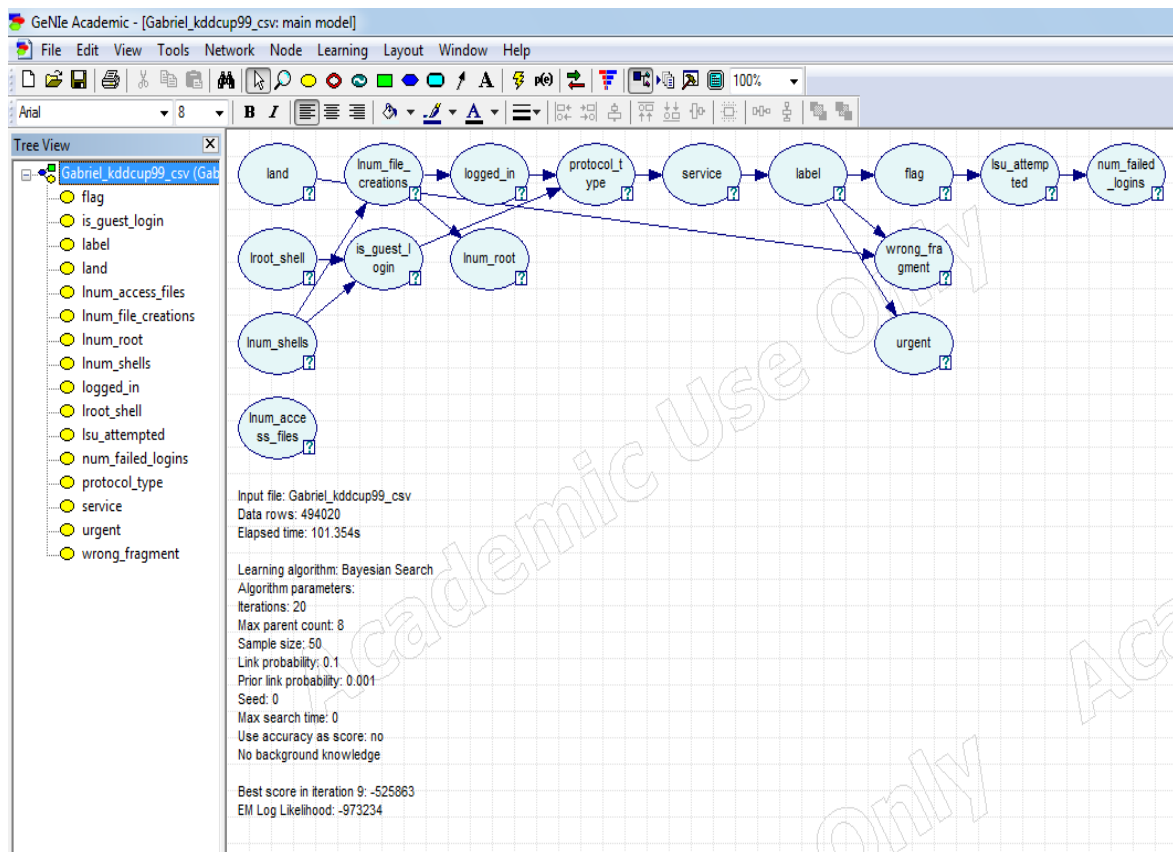 GeNIe Academic - [Gabriel_kddcup99_csv: main model]
File Edit View Tools Network Node Learning Layout Window Help
A p(e) 100%
Arial 8 B I A
Tree View X
Gabriel_kddcup99_csv (Gab
flag
is_guest_login
label
land
lnum_access_files
lnum_file_creations
lnum_root
lnum_shells
logged_in
lroot_shell
lsu_attempted
num_failed_logins
protocol_type
service
urgent
wrong_fragment
land
lnum_file_
creations
logged_in
protocol_t
ype
service
label
flag
lsu_attemp
ted
num_failed
_logins
lroot_shell
is_guest_l
ogin
lnum_root
wrong_fra
gment
lnum_shells
urgent
lnum_acce
ss_files
Input file: Gabriel_kddcup99_csv
Data rows: 494020
Elapsed time: 101.354s
Learning algorithm: Bayesian Search
Algorithm parameters:
Iterations: 20
Max parent count: 8
Sample size: 50
Link probability: 0.1
Prior link probability: 0.001
Seed: 0
Max search time: 0
Use accuracy as score: no
No background knowledge
Best score in iteration 9: -525863
EM Log Likelihood: -973234
Academic Use Only
Aca
Only